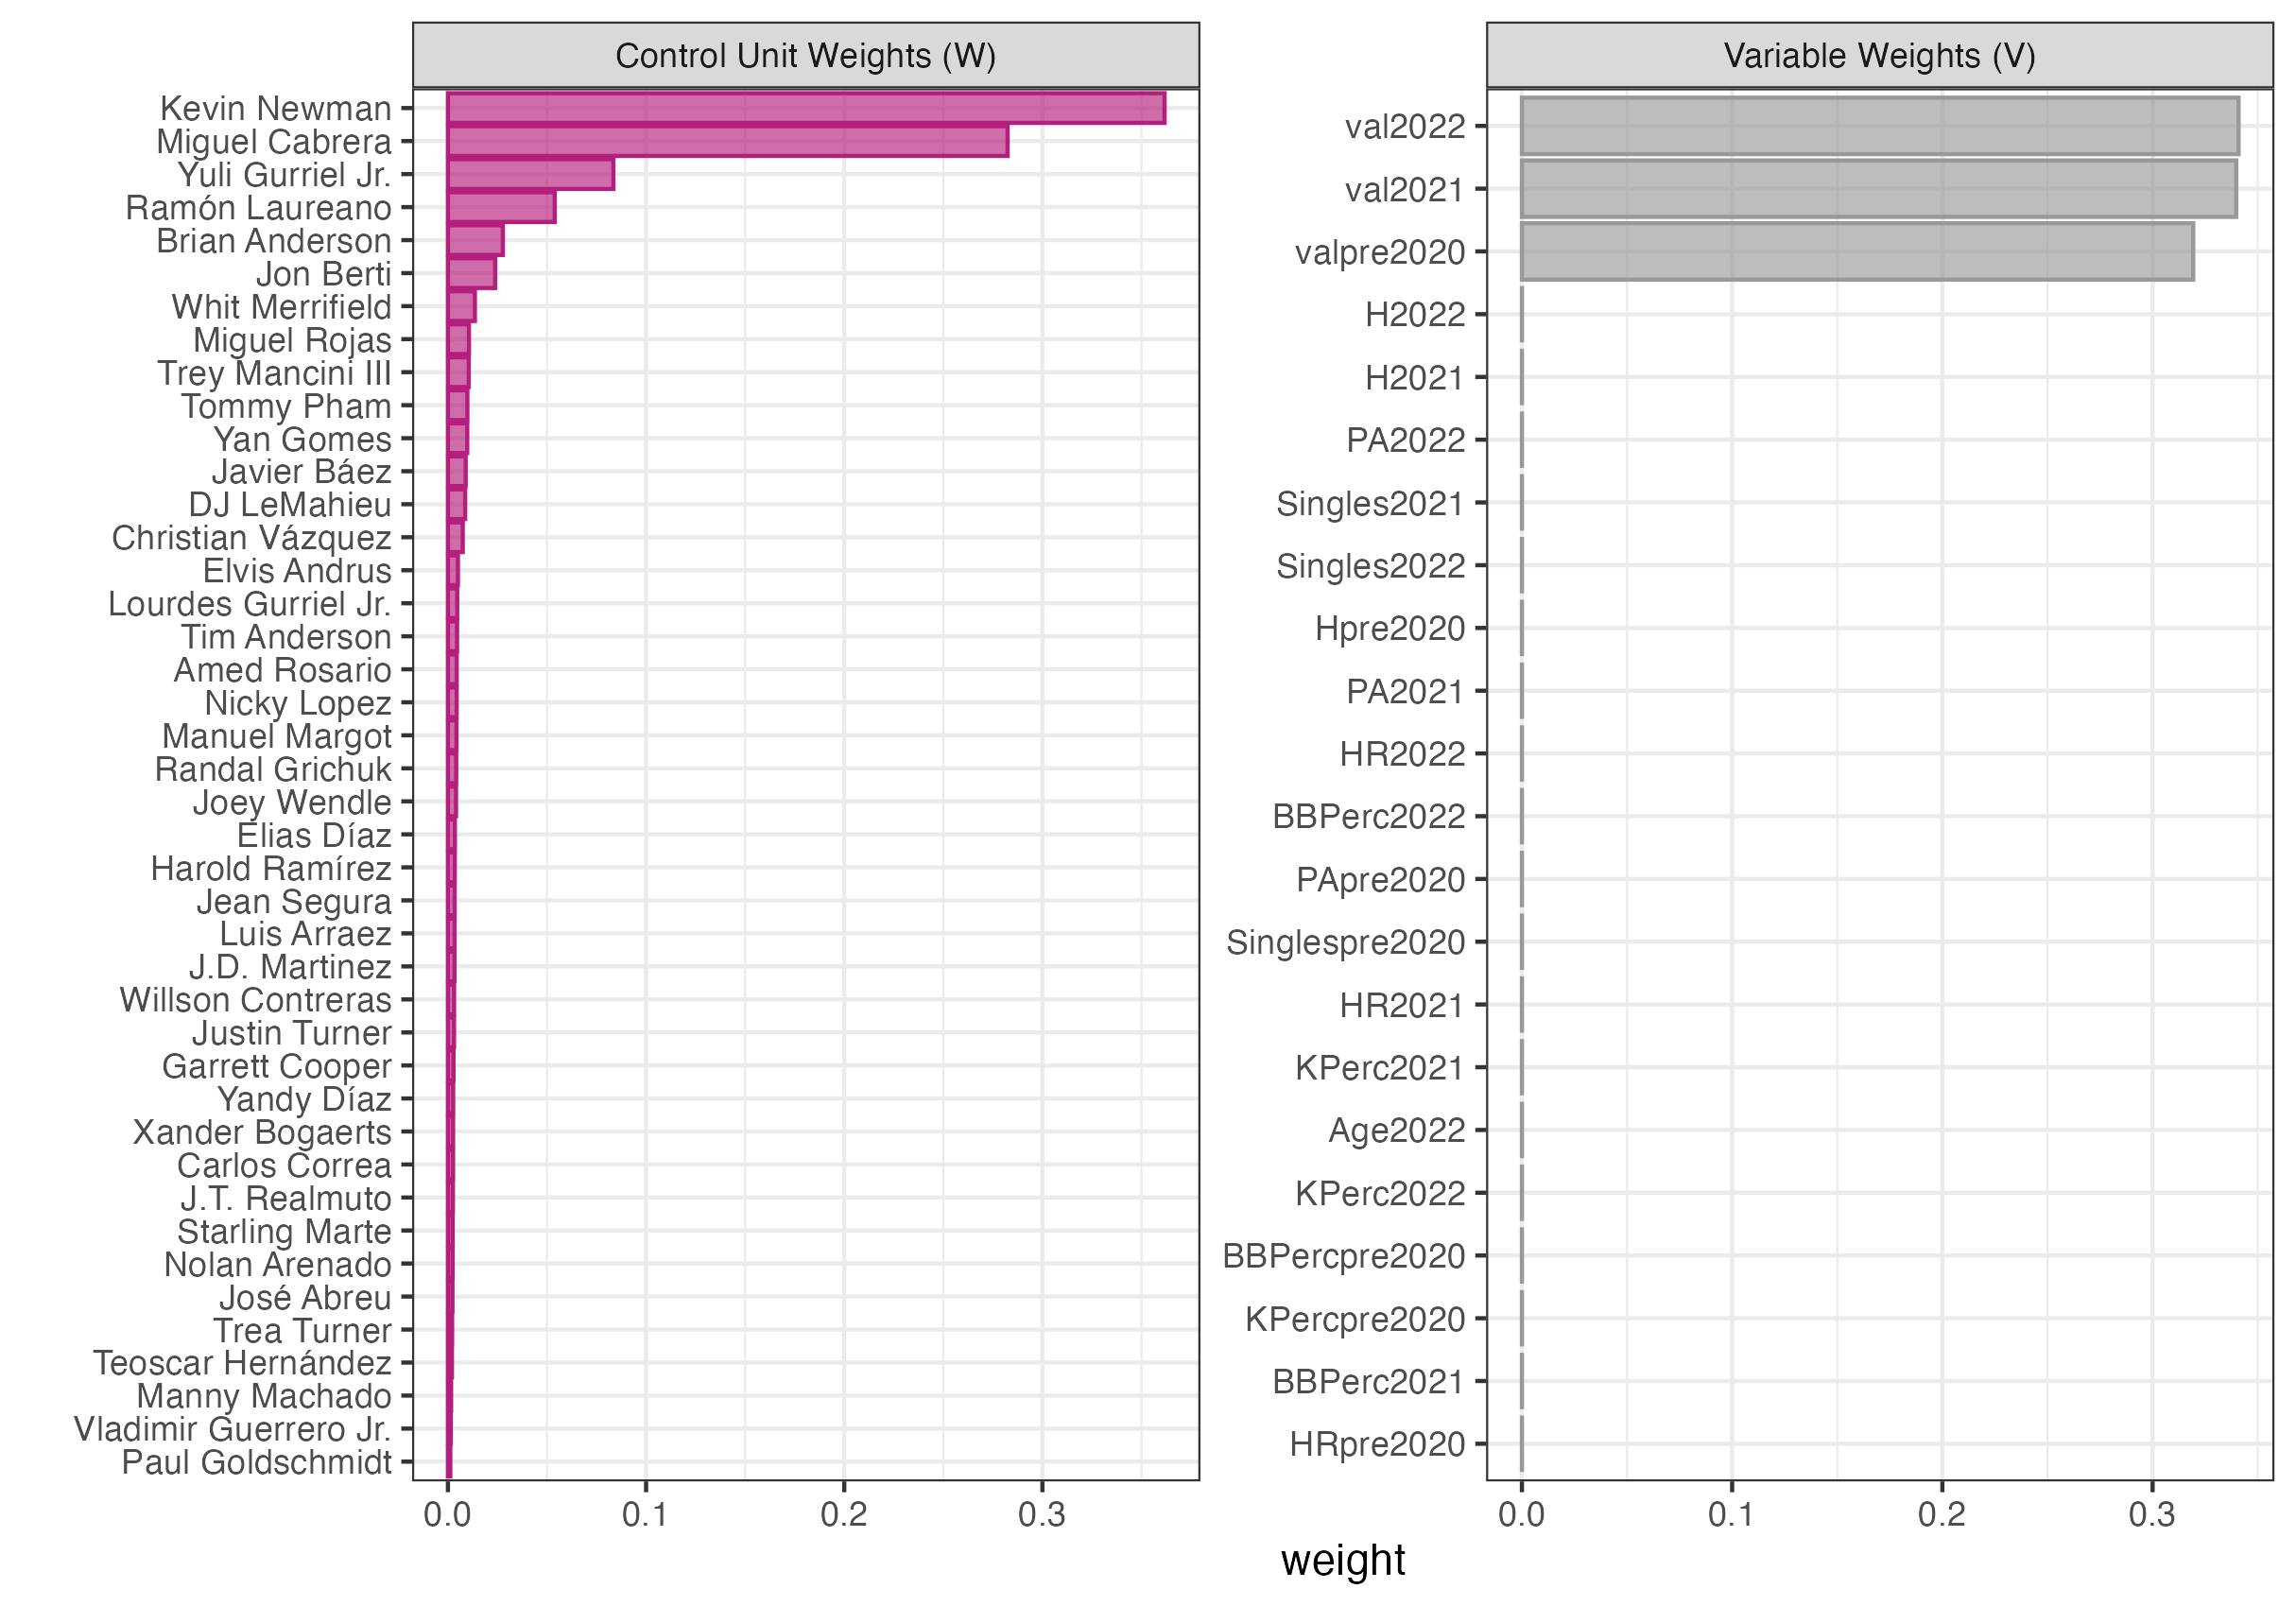 Control Unit Weights (W)
Kevin Newman
Miguel Cabrera
Yuli Gurriel Jr.
Ramón Laureano
Brian Anderson
Jon Berti
Whit Merrifield
Miguel Rojas
Trey Mancini III
Tommy Pham
Yan Gomes
Javier Báez
DJ LeMahieu
Christian Vázquez
Elvis Andrus
Lourdes Gurriel Jr.
Tim Anderson
Amed Rosario
Nicky Lopez
Manuel Margot
Randal Grichuk
Joey Wendle
Elias Díaz
Harold Ramírez
Jean Segura
Luis Arraez
J.D. Martinez
Willson Contreras
Justin Turner
Garrett Cooper
Yandy Díaz
Xander Bogaerts
Carlos Correa
J.T. Realmuto
Starling Marte
Nolan Arenado
José Abreu
Trea Turner
Teoscar Hernández
Manny Machado
Vladimir Guerrero Jr.
Paul Goldschmidt
0.0 0.1 0.2 0.3
Variable Weights (V)
val2022
val2021
valpre2020
H2022
H2021
PA2022
Singles2021
Singles2022
Hpre2020
PA2021
HR2022
BBPerc2022
PApre2020
Singlespre2020
HR2021
KPerc2021
Age2022
KPerc2022
BBPercpre2020
KPercpre2020
BBPerc2021
HRpre2020
0.0 0.1 0.2 0.3
weight